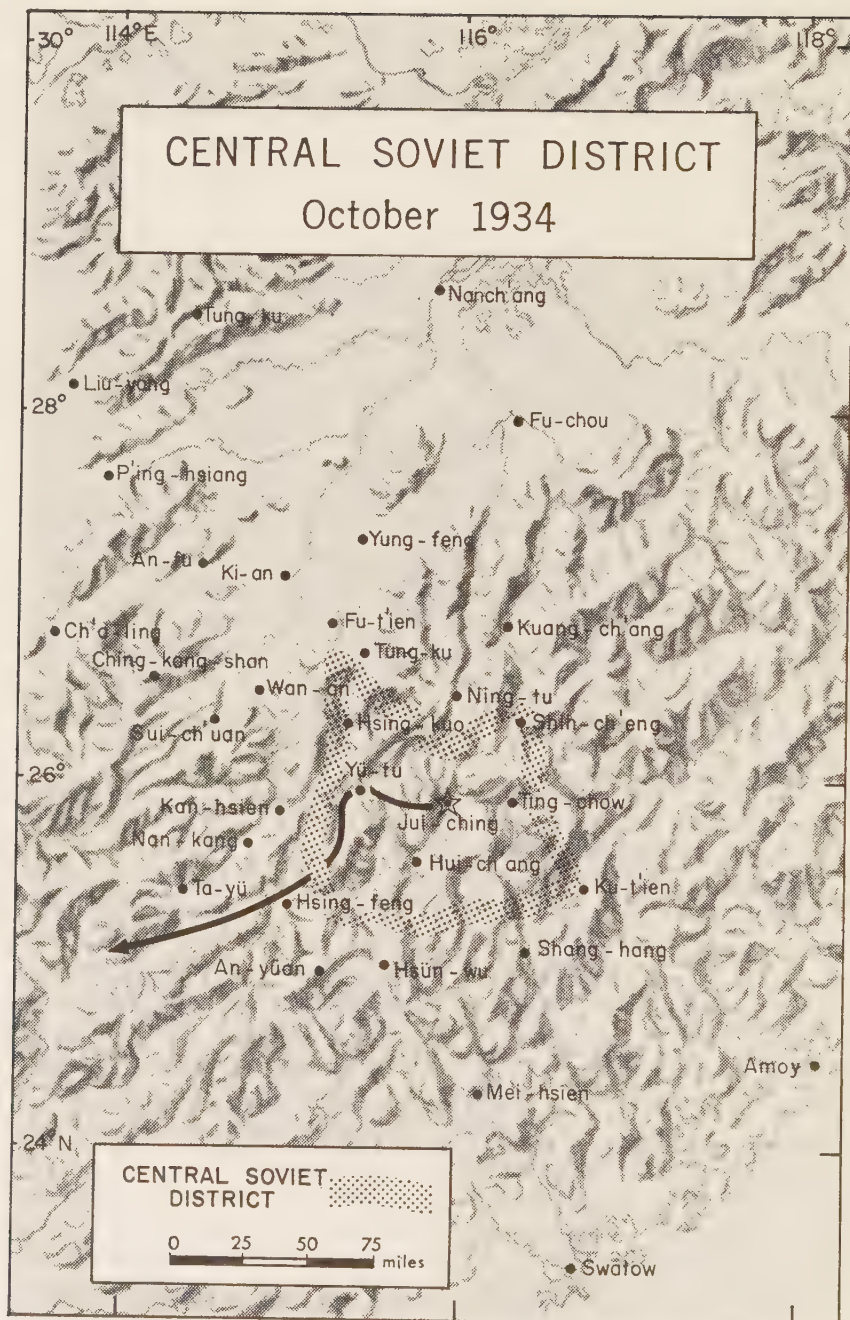 30°
114°E
116°
118°
CENTRAL SOVIET DISTRICT
October 1934
Nanch'ang
Tung-ku
Liu-yang
28°
Fu-chou
P'ing-hsiang
Yung-feng
An-fu
Ki-an
Fu-t'ien
Kuang-ch'ang
Ch'a-ling
Tung-ku
Ching-kang-shan
Wan-an
Ning-tu
Sui-ch'uan
Hsing-kuo
Shih-ch'eng
26°
Yü-tu
Kan-hsien
Ting-chow
Jui-ching
Nan-kang
Hui-ch'ang
Ta-yü
Ku-t'ien
Hsing-feng
Shang-hang
An-yüan
Hsün-wu
Amoy
Mei-hsien
24° N
CENTRAL SOVIET
DISTRICT
0 25 50 75
miles
Swatow